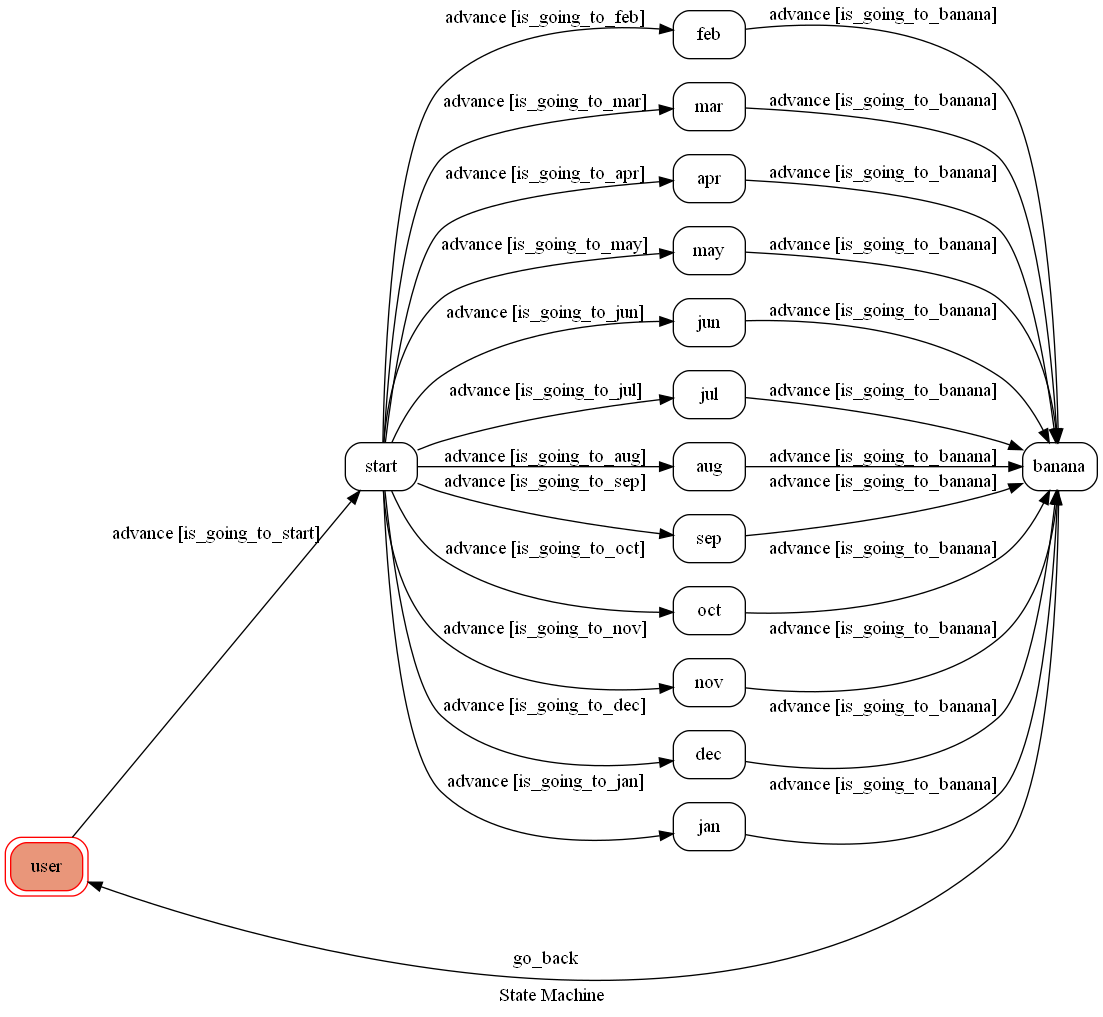 advance [is_going_to_feb]
feb
advance [is_going_to_banana]
advance [is_going_to_mar]
mar
advance [is_going_to_banana]
advance [is_going_to_apr]
apr
advance [is_going_to_banana]
advance [is_going_to_may]
may
advance [is_going_to_banana]
advance [is_going_to_jun]
jun
advance [is_going_to_banana]
advance [is_going_to_jul]
jul
advance [is_going_to_banana]
start
advance [is_going_to_aug]
aug
advance [is_going_to_banana]
banana
advance [is_going_to_sep]
sep
advance [is_going_to_banana]
advance [is_going_to_start]
advance [is_going_to_oct]
oct
advance [is_going_to_banana]
advance [is_going_to_nov]
nov
advance [is_going_to_banana]
advance [is_going_to_dec]
dec
advance [is_going_to_banana]
advance [is_going_to_jan]
jan
advance [is_going_to_banana]
user
go_back
State Machine